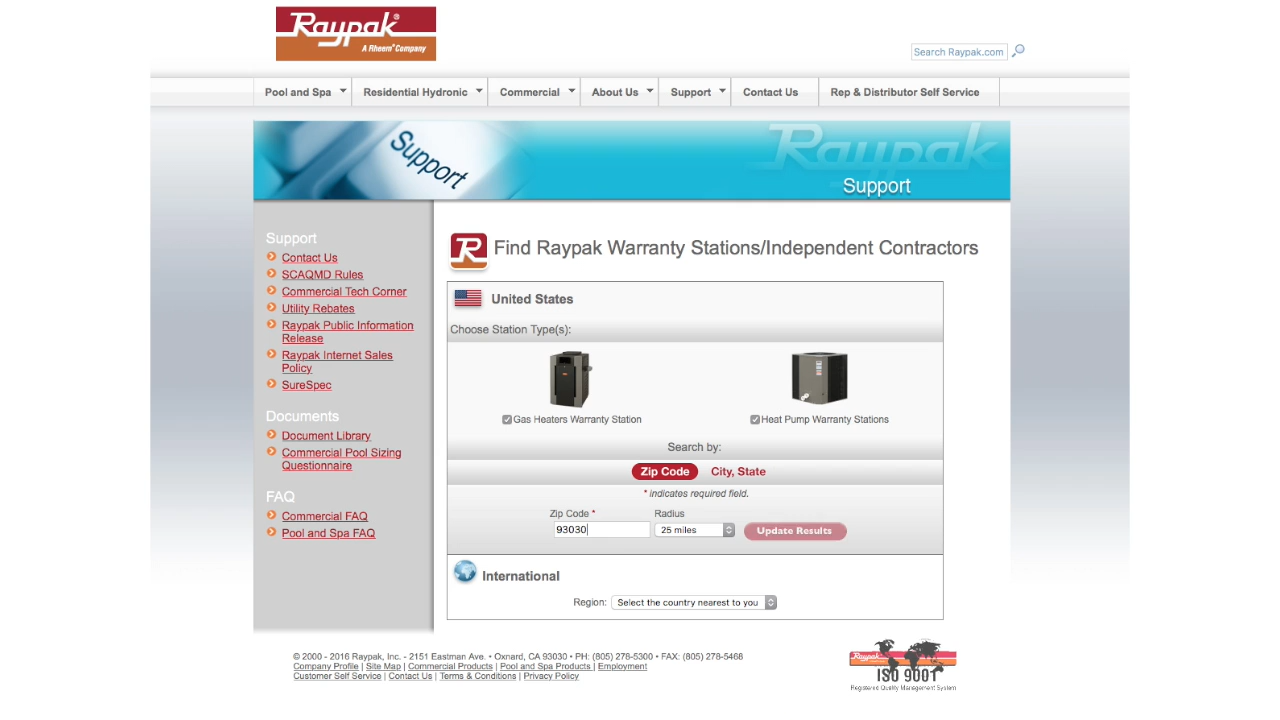 Raypak®
A Rheem® Company
Search Raypak.com
Pool and Spa
Residential Hydronic
Commercial
About Us
Support
Contact Us
Rep & Distributor Self Service
Support
Raypak
Support
Support
Contact Us
SCAQMD Rules
Commercial Tech Corner
Utility Rebates
Raypak Public Information
Release
Raypak Internet Sales
Policy
SureSpec
Documents
Document Library
Commercial Pool Sizing
Questionnaire
FAQ
Commercial FAQ
Pool and Spa FAQ
R Find Raypak Warranty Stations/Independent Contractors
United States
Choose Station Type(s):
Gas Heaters Warranty Station
Heat Pump Warranty Stations
Search by:
Zip Code City, State
* indicates required field.
Zip Code * Radius
93030 25 miles Update Results
International
Region: Select the country nearest to you
© 2000 - 2016 Raypak, Inc. - 2151 Eastman Ave. • Oxnard, CA 93030 • PH: (805) 278-5300 • FAX: (805) 278-5468
Company Profile | Site Map | Commercial Products | Pool and Spa Products | Employment
Customer Self Service | Contact Us | Terms & Conditions | Privacy Policy
Raypak
ISO 9001
Registered Quality Management System